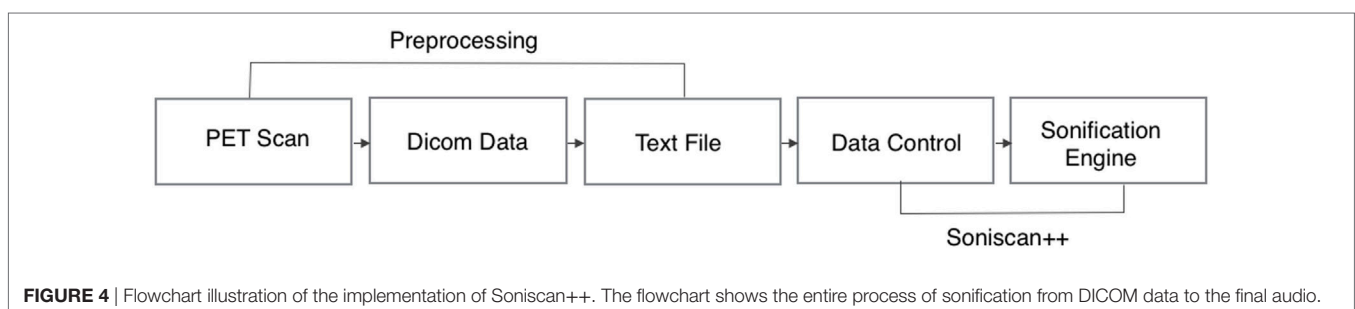 Preprocessing
PET Scan
Dicom Data
Text File
Data Control
Sonification
Engine
Soniscan++
FIGURE 4 | Flowchart illustration of the implementation of Soniscan++. The flowchart shows the entire process of sonification from DICOM data to the final audio.